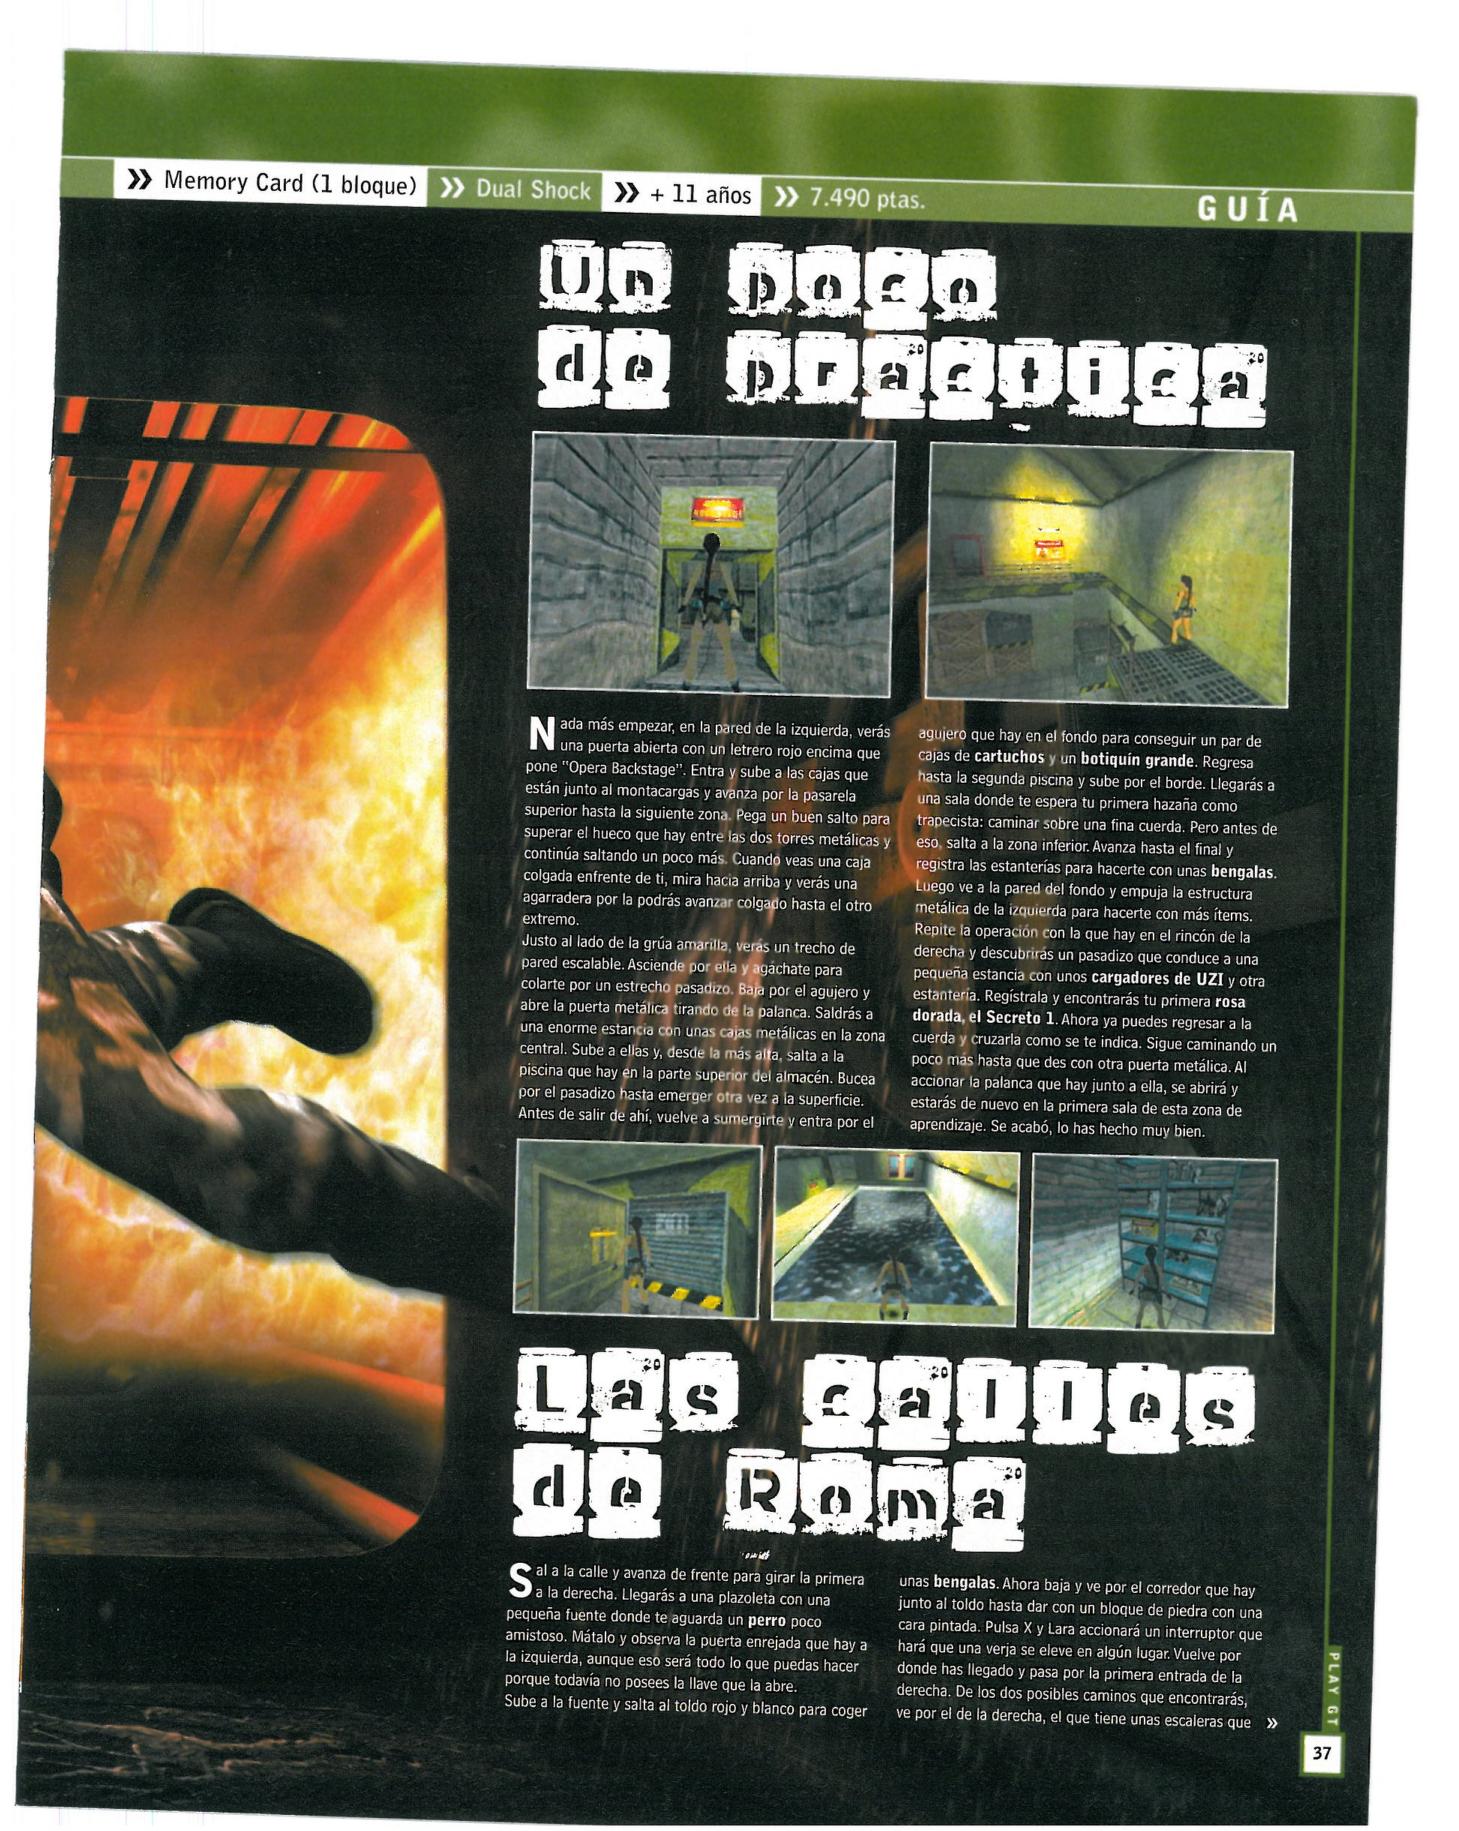 » Memory Card (1 bloque)
» Dual Shock
» + 11 años
» 7.490 ptas.
GUÍA
Un poco
de practica
Nada más empezar, en la pared de la izquierda, verás
una puerta abierta con un letrero rojo encima que
pone "Opera Backstage". Entra y sube a las cajas que
están junto al montacargas y avanza por la pasarela
superior hasta la siguiente zona. Pega un buen salto para
superar el hueco que hay entre las dos torres metálicas y
continúa saltando un poco más. Cuando veas una caja
colgada enfrente de ti, mira hacia arriba y verás una
agarradera por la podrás avanzar colgado hasta el otro
extremo.
Justo al lado de la grúa amarilla, verás un trecho de
pared escalable. Asciende por ella y agáchate para
colarte por un estrecho pasadizo. Baja por el agujero y
abre la puerta metálica tirando de la palanca. Saldrás a
una enorme estancia con unas cajas metálicas en la zona
central. Sube a ellas y, desde la más alta, salta a la
piscina que hay en la parte superior del almacén. Bucea
por el pasadizo hasta emerger otra vez a la superficie.
Antes de salir de ahí, vuelve a sumergirte y entra por el
agujero que hay en el fondo para conseguir un par de
cajas de cartuchos y un botiquín grande. Regresa
hasta la segunda piscina y sube por el borde. Llegarás a
una sala donde te espera tu primera hazaña como
trapecista: caminar sobre una fina cuerda. Pero antes de
eso, salta a la zona inferior. Avanza hasta el final y
registra las estanterías para hacerte con unas bengalas.
Luego ve a la pared del fondo y empuja la estructura
metálica de la izquierda para hacerte con más ítems.
Repite la operación con la que hay en el rincón de la
derecha y descubrirás un pasadizo que conduce a una
pequeña estancia con unos cargadores de UZI y otra
estantería. Regístrala y encontrarás tu primera rosa
dorada, el Secreto 1. Ahora ya puedes regresar a la
cuerda y cruzarla como se te indica. Sigue caminando un
poco más hasta que des con otra puerta metálica. Al
accionar la palanca que hay junto a ella, se abrirá y
estarás de nuevo en la primera sala de esta zona de
aprendizaje. Se acabó, lo has hecho muy bien.
Las calles
de Roma
Sal a la calle y avanza de frente para girar la primera
a la derecha. Llegarás a una plazoleta con una
pequeña fuente donde te aguarda un perro poco
amistoso. Mátalo y observa la puerta enrejada que hay a
la izquierda, aunque eso será todo lo que puedas hacer
porque todavía no posees la llave que la abre.
Sube a la fuente y salta al toldo rojo y blanco para coger
unas bengalas. Ahora baja y ve por el corredor que hay
junto al toldo hasta dar con un bloque de piedra con una
cara pintada. Pulsa X y Lara accionará un interruptor que
hará que una verja se eleve en algún lugar. Vuelve por
donde has llegado y pasa por la primera entrada de la
derecha. De los dos posibles caminos que encontrarás,
ve por el de la derecha, el que tiene unas escaleras que »
PLAY GT
37